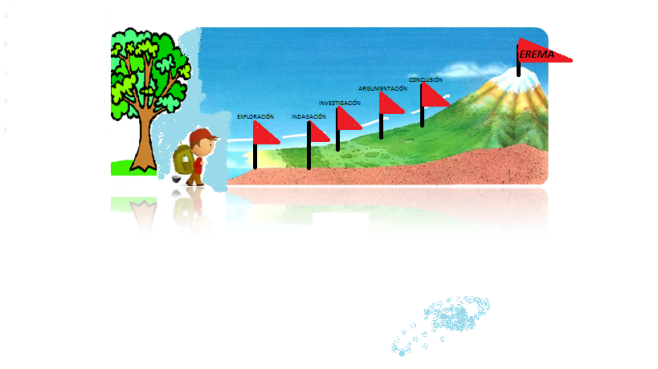 EXPLORACIÓN
INDAGACIÓN
INVESTIGACIÓN
ARGUMENTACIÓN
CONCLUSIÓN
EREMA